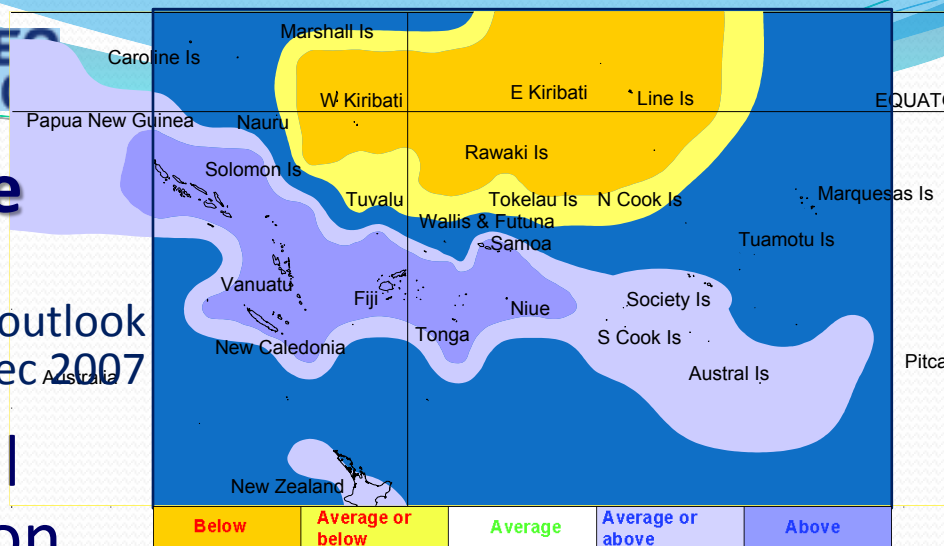 Marshall Is
Caroline Is
W Kiribati
E Kiribati
Line Is
EQUATO
Papua New Guinea
Nauru
Rawaki Is
Solomon Is
Tuvalu
Tokelau Is
N Cook Is
Marquesas Is
e
Wallis & Futuna
Samoa
Tuamotu Is
Vanuatu
Fiji
Niue
Society Is
outlook
Tonga
S Cook Is
New Caledonia
ec 2007
Australia
Austral Is
Pitca
l
New Zealand
on
Below
Average or
below
Average
Average or
above
Above